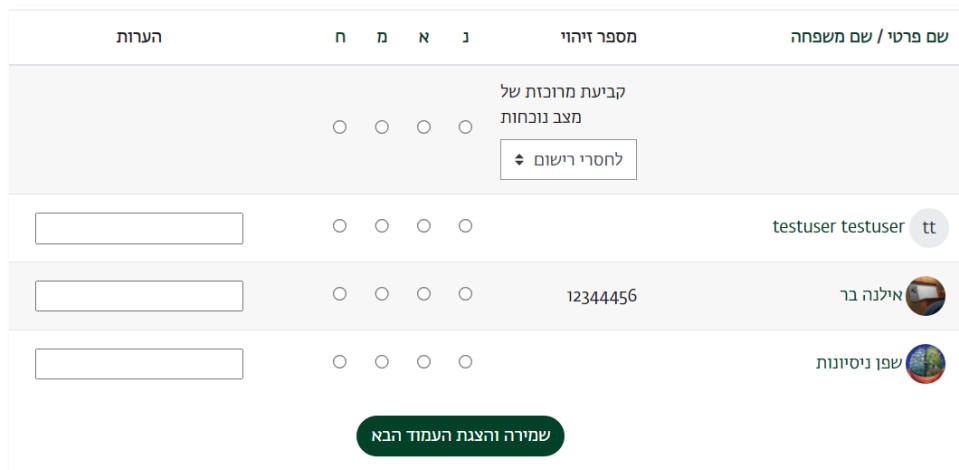 שם פרטי / שם משפחה מספר זיהוי נ א מ ח הערות
קביעת מרוכזת של
מצב נוכחות
לחסרי רישום
tt testuser testuser
אילנה בר 12344456
שפן ניסיונות
שמירה והצגת העמוד הבא